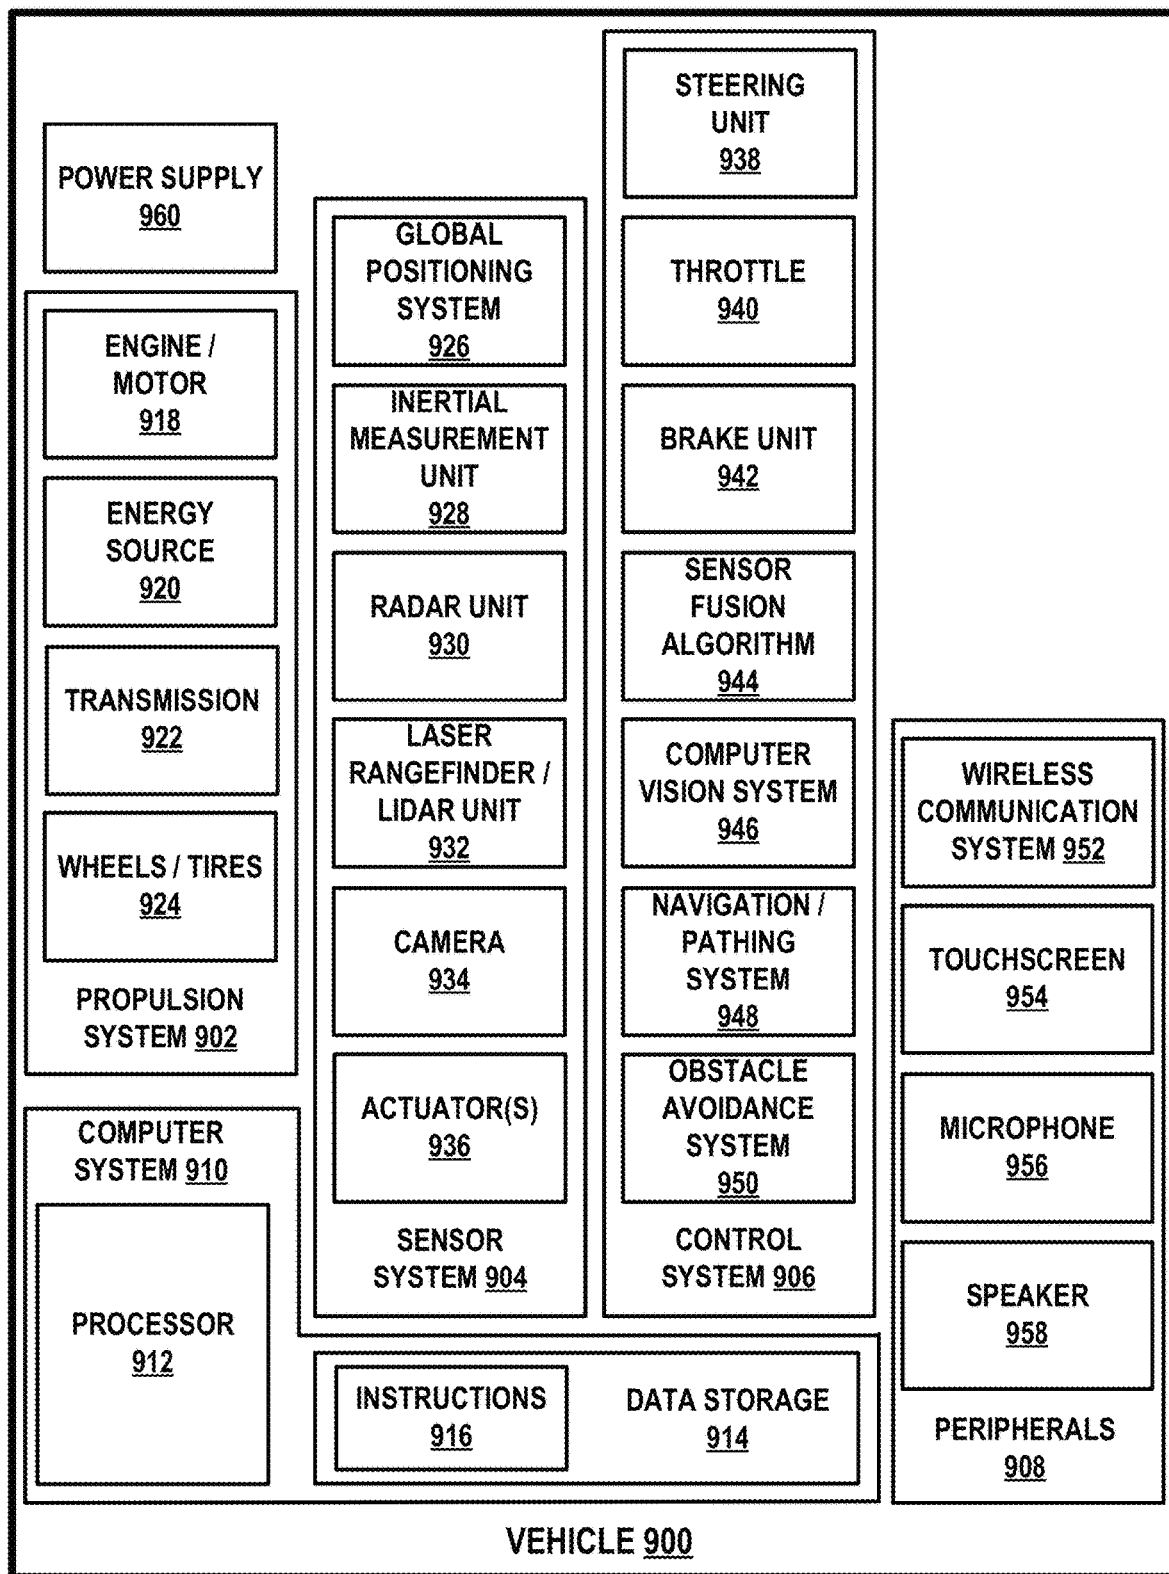 POWER SUPPLY
960
ENGINE /
MOTOR
918
ENERGY
SOURCE
920
TRANSMISSION
922
WHEELS / TIRES
924
PROPULSION
SYSTEM 902
COMPUTER
SYSTEM 910
PROCESSOR
912
GLOBAL
POSITIONING
SYSTEM
926
INERTIAL
MEASUREMENT
UNIT
928
RADAR UNIT
930
LASER
RANGEFINDER /
LIDAR UNIT
932
CAMERA
934
ACTUATOR(S)
936
SENSOR
SYSTEM 904
STEERING
UNIT
938
THROTTLE
940
BRAKE UNIT
942
SENSOR
FUSION
ALGORITHM
944
COMPUTER
VISION SYSTEM
946
NAVIGATION /
PATHING
SYSTEM
948
OBSTACLE
AVOIDANCE
SYSTEM
950
CONTROL
SYSTEM 906
INSTRUCTIONS
916
DATA STORAGE
914
WIRELESS
COMMUNICATION
SYSTEM 952
TOUCHSCREEN
954
MICROPHONE
956
SPEAKER
958
PERIPHERALS
908
VEHICLE 900